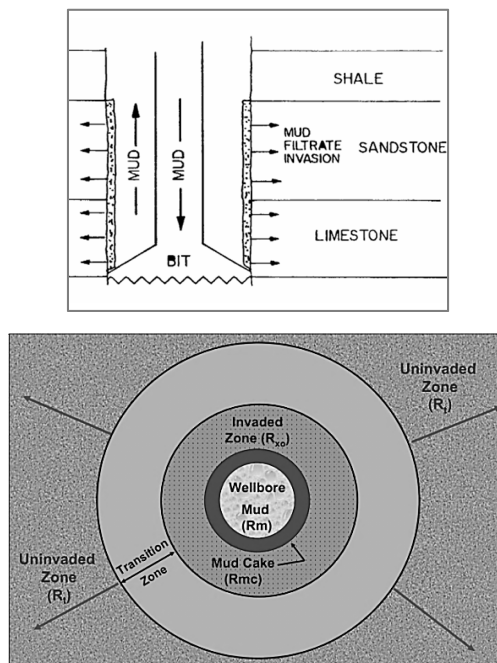 SHALE
MUD
FILTRATE
INVASION
SANDSTONE
MUD
MUD
LIMESTONE
BIT
Uninvaded
Zone
(Rt)
Invaded
Zone (Rxo)
Wellbore
Mud
(Rm)
Mud Cake
(Rmc)
Transition
Zone
Uninvaded
Zone
(Rt)